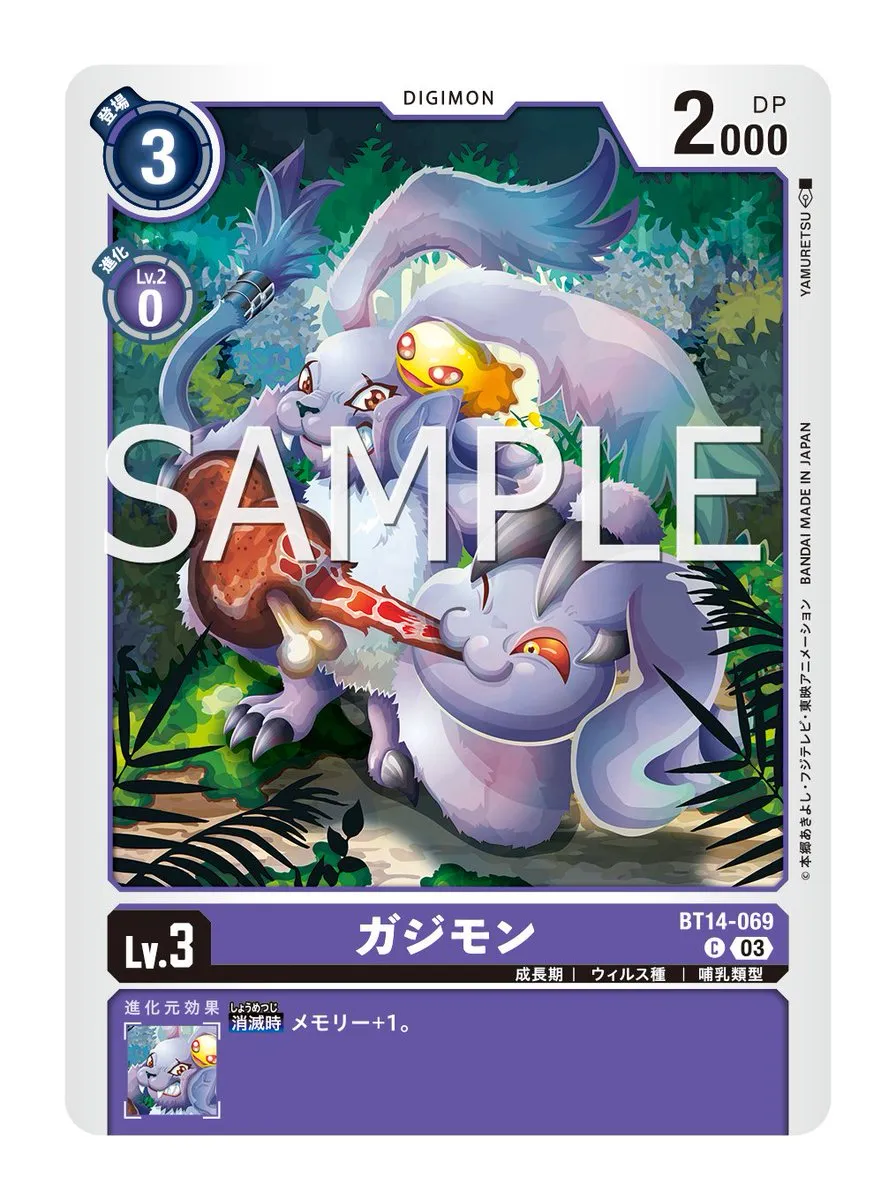 DIGIMON
登場
3
2000
DP
進化
Lv.2
0
YAMURETSU
SAMPLE
BANDAI MADE IN JAPAN
© 本郷あきよし・フジテレビ・東映アニメーション
Lv.3
ガジモン
BT14-069
C 03
成長期 | ウィルス種 | 哺乳類型
進化元効果
しょうめつじ
消滅時 メモリー+1。